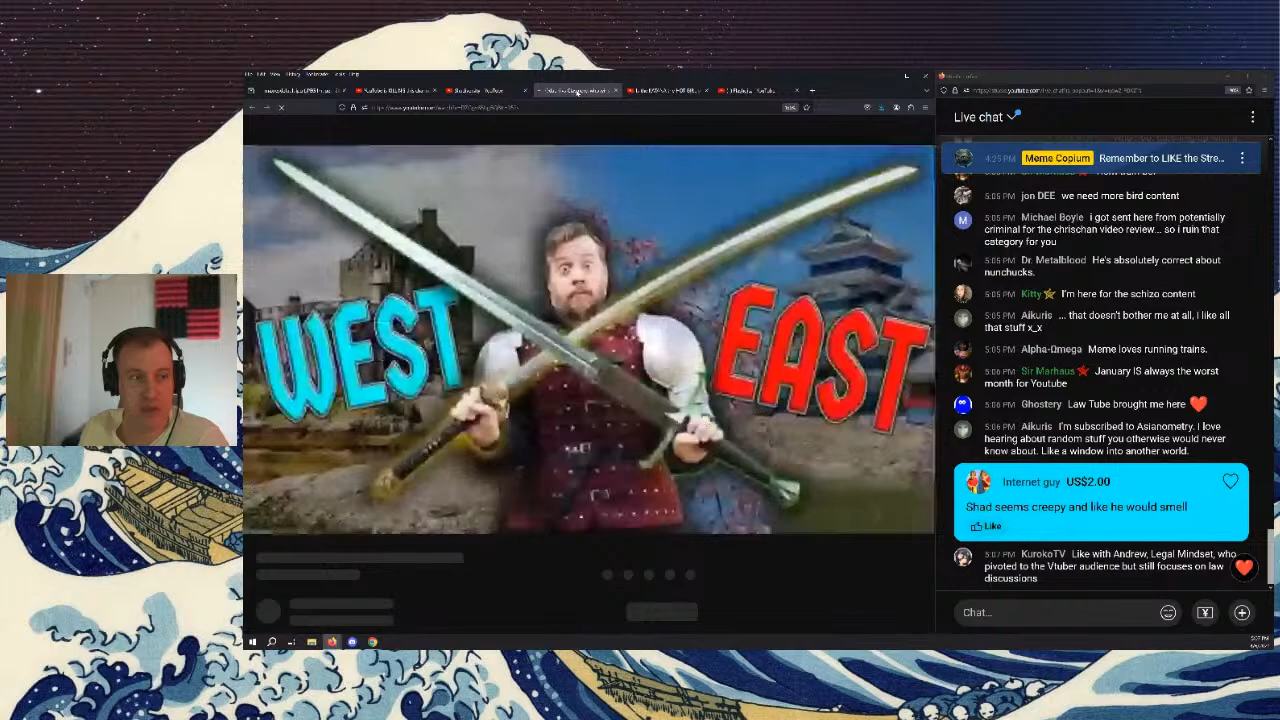 WEST
EAST
Live chat
4:25 PM Meme Copium Remember to LIKE the Stre...
5:05 PM jon DEE we need more bird content
M
5:05 PM Michael Boyle i got sent here from potentially
criminal for the chrischan video review... so i ruin that
category for you
5:05 PM Dr. Metalblood He's absolutely correct about
nunchucks.
5:05 PM Kitty I'm here for the schizo content
5:05 PM Aikuris ... that doesn't bother me at all, I like all
that stuff x_x
5:05 PM Alpha-Ωmega Meme loves running trains.
5:06 PM Sir Marhaus January IS always the worst
month for Youtube
5:06 PM Ghostery Law Tube brought me here
5:06 PM Aikuris I'm subscribed to Asianometry. I love
hearing about random stuff you otherwise would never
know about. Like a window into another world.
Internet guy US$2.00
Shad seems creepy and like he would smell
Like
5:07 PM KurokoTV Like with Andrew, Legal Mindset, who
pivoted to the Vtuber audience but still focuses on law
discussions
Chat...
5:07 PM